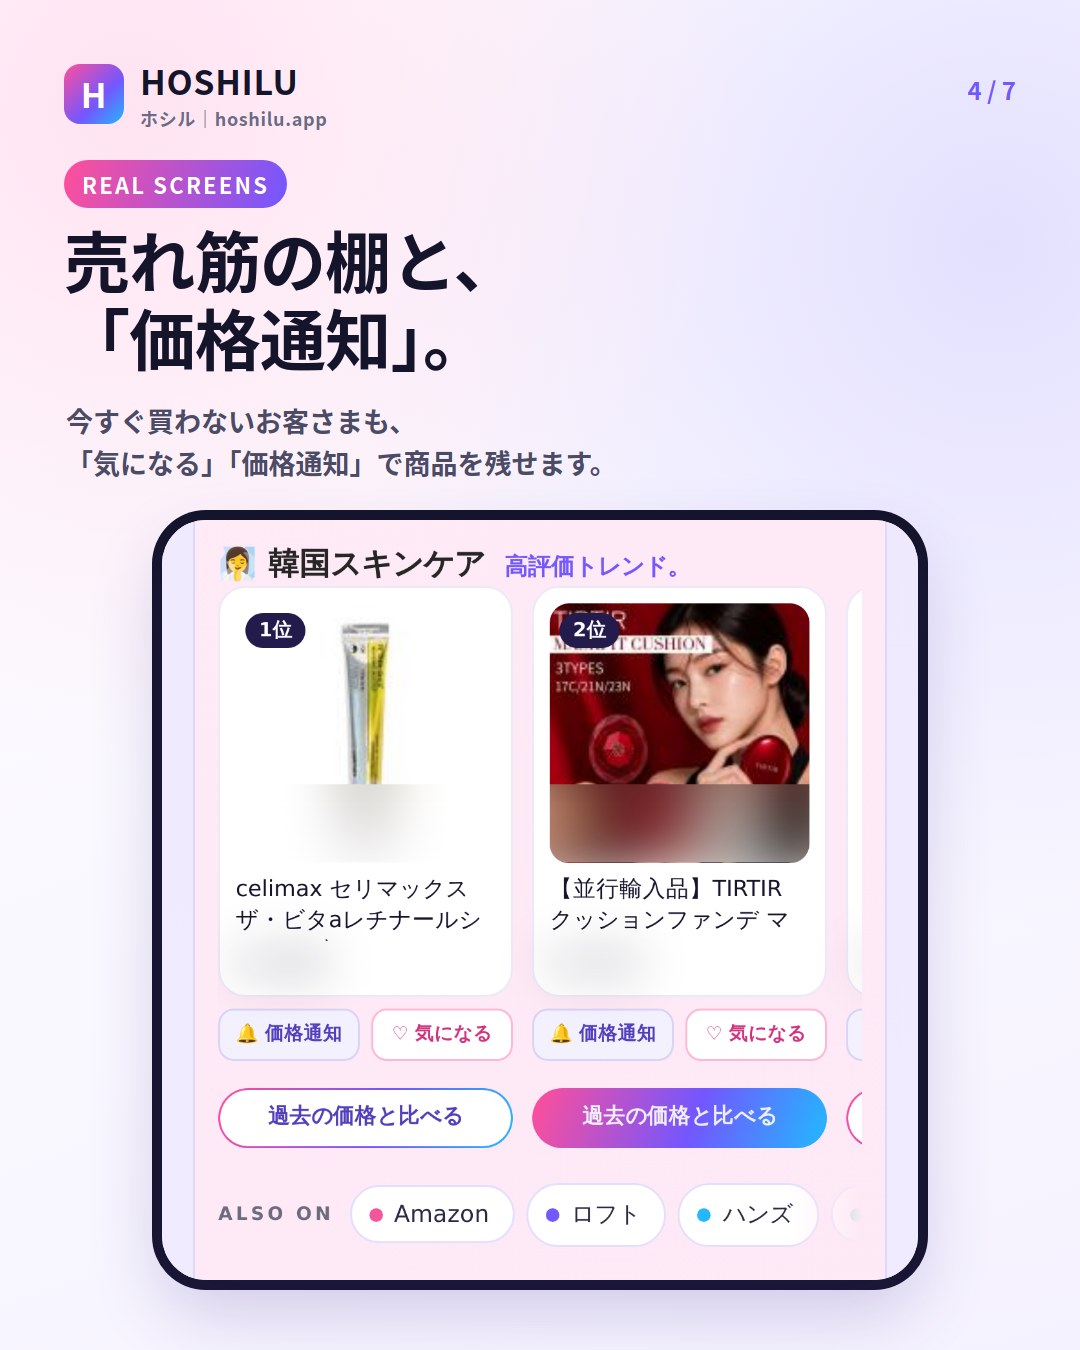 H
HOSHILU
ホシル｜hoshilu.app
4 / 7
REAL SCREENS
売れ筋の棚と、
「価格通知」。
今すぐ買わないお客さまも、
「気になる」「価格通知」で商品を残せます。
韓国スキンケア 高評価トレンド。
1位
2位
CUSHION
3TYPES
17C/21N/23N
celimax セリマックス
ザ・ビタaレチナールシ
【並行輸入品】TIRTIR
クッションファンデ マ
価格通知 ♡ 気になる
価格通知 ♡ 気になる
過去の価格と比べる
過去の価格と比べる
ALSO ON Amazon ロフト ハンズ